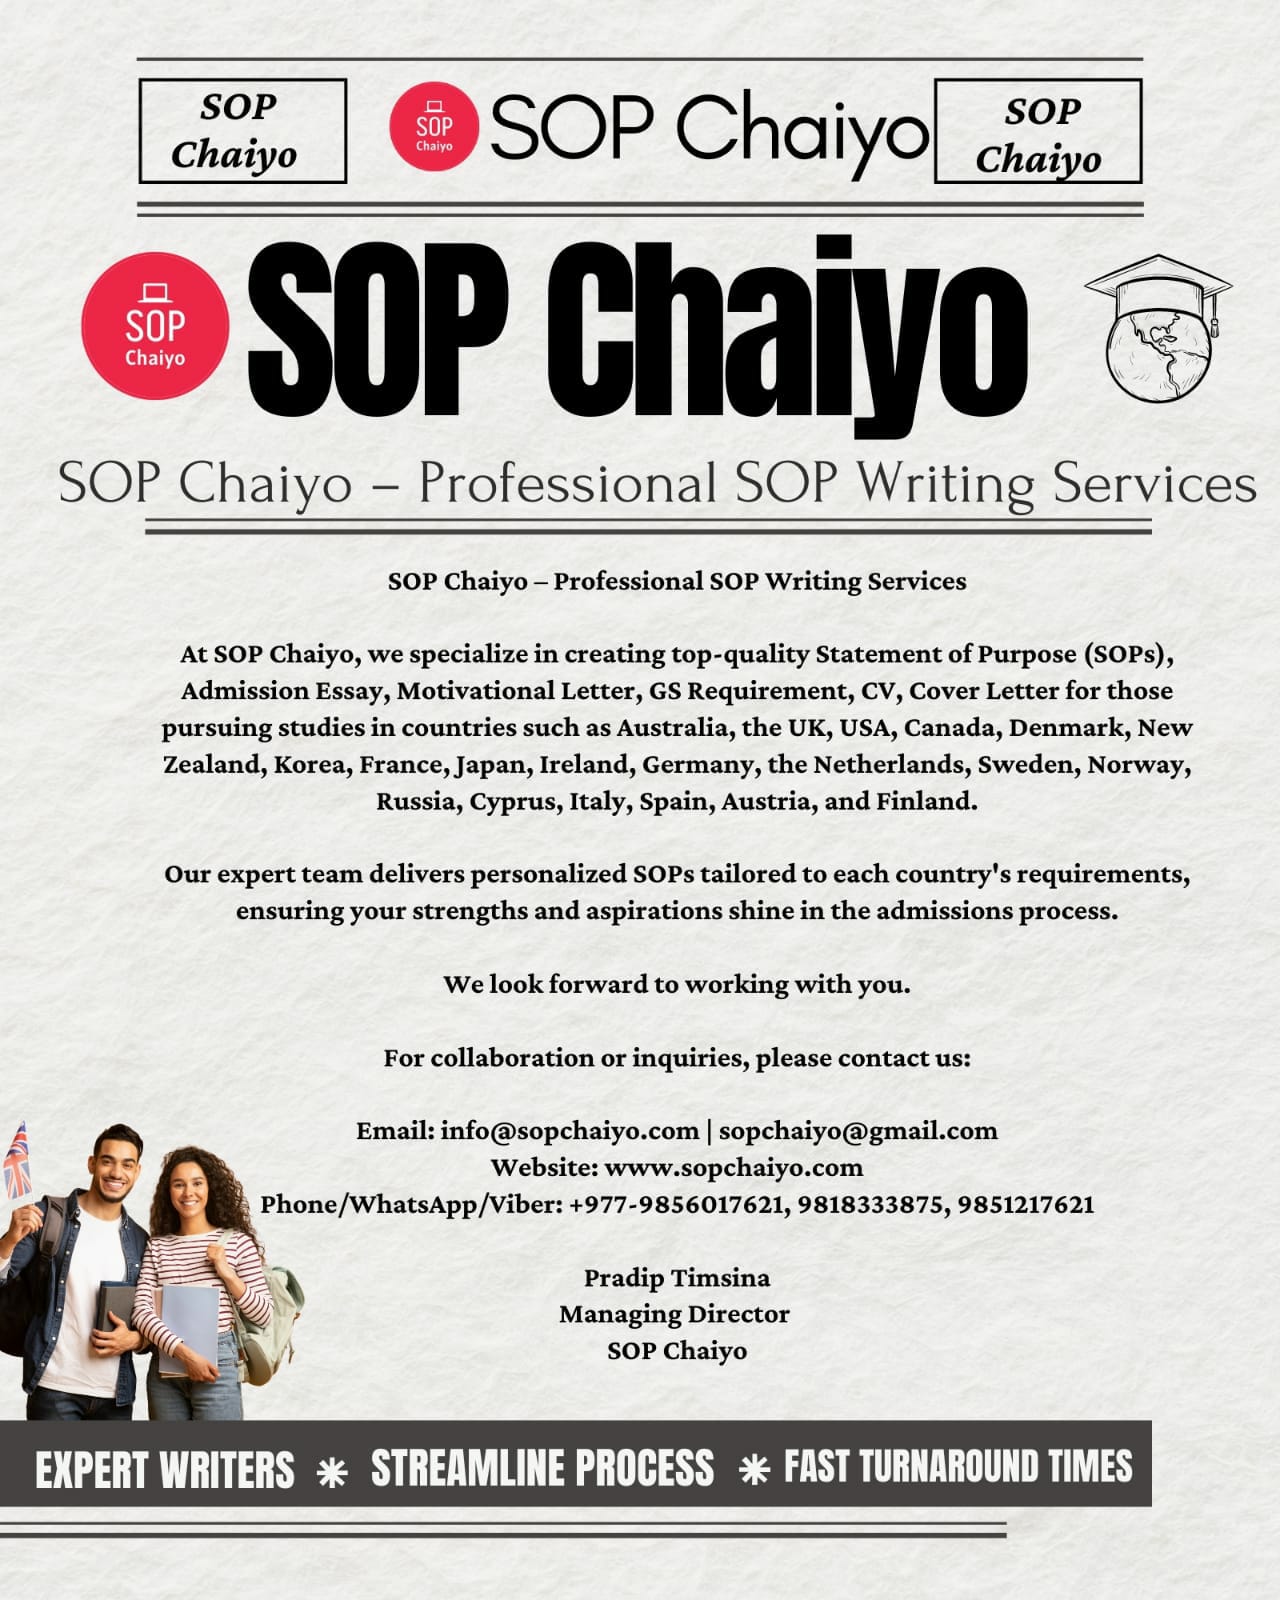 SOP
Chaiyo
SOP
Chaiyo
SOP Chaiyo
SOP
Chaiyo
SOP
Chaiyo
SOP Chaiyo
SOP Chaiyo – Professional SOP Writing Services
SOP Chaiyo – Professional SOP Writing Services
At SOP Chaiyo, we specialize in creating top-quality Statement of Purpose (SOPs),
Admission Essay, Motivational Letter, GS Requirement, CV, Cover Letter for those
pursuing studies in countries such as Australia, the UK, USA, Canada, Denmark, New
Zealand, Korea, France, Japan, Ireland, Germany, the Netherlands, Sweden, Norway,
Russia, Cyprus, Italy, Spain, Austria, and Finland.
Our expert team delivers personalized SOPs tailored to each country's requirements,
ensuring your strengths and aspirations shine in the admissions process.
We look forward to working with you.
For collaboration or inquiries, please contact us:
Email: info@sopchaiyo.com | sopchaiyo@gmail.com
Website: www.sopchaiyo.com
Phone/WhatsApp/Viber: +977-9856017621, 9818333875, 9851217621
Pradip Timsina
Managing Director
SOP Chaiyo
EXPERT WRITERS * STREAMLINE PROCESS * FAST TURNAROUND TIMES